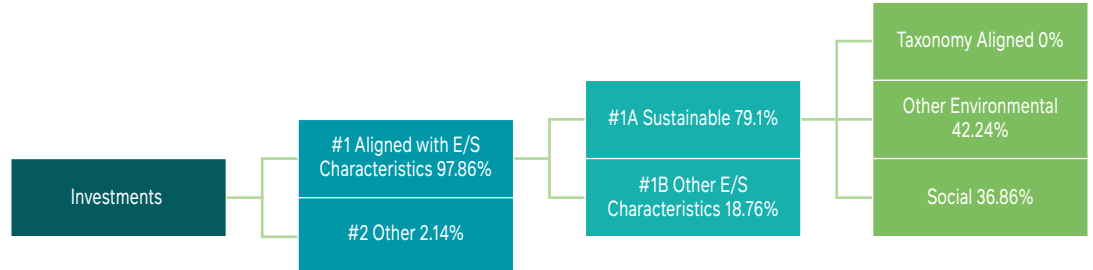 Investments
#1 Aligned with E/S
Characteristics 97.86%
#2 Other 2.14%
#1A Sustainable 79.1%
#1B Other E/S
Characteristics 18.76%
Taxonomy Aligned 0%
Other Environmental
42.24%
Social 36.86%